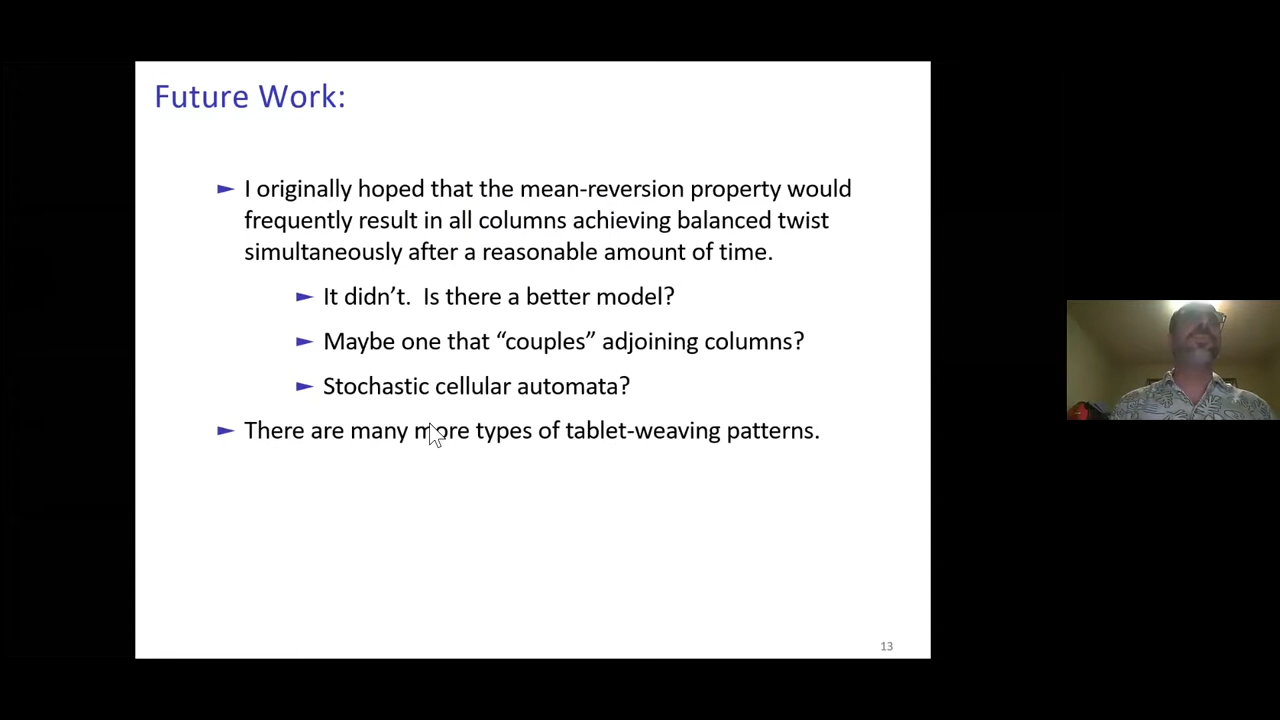 Future Work:
I originally hoped that the mean-reversion property would
frequently result in all columns achieving balanced twist
simultaneously after a reasonable amount of time.
It didn’t. Is there a better model?
Maybe one that “couples” adjoining columns?
Stochastic cellular automata?
There are many more types of tablet-weaving patterns.
13